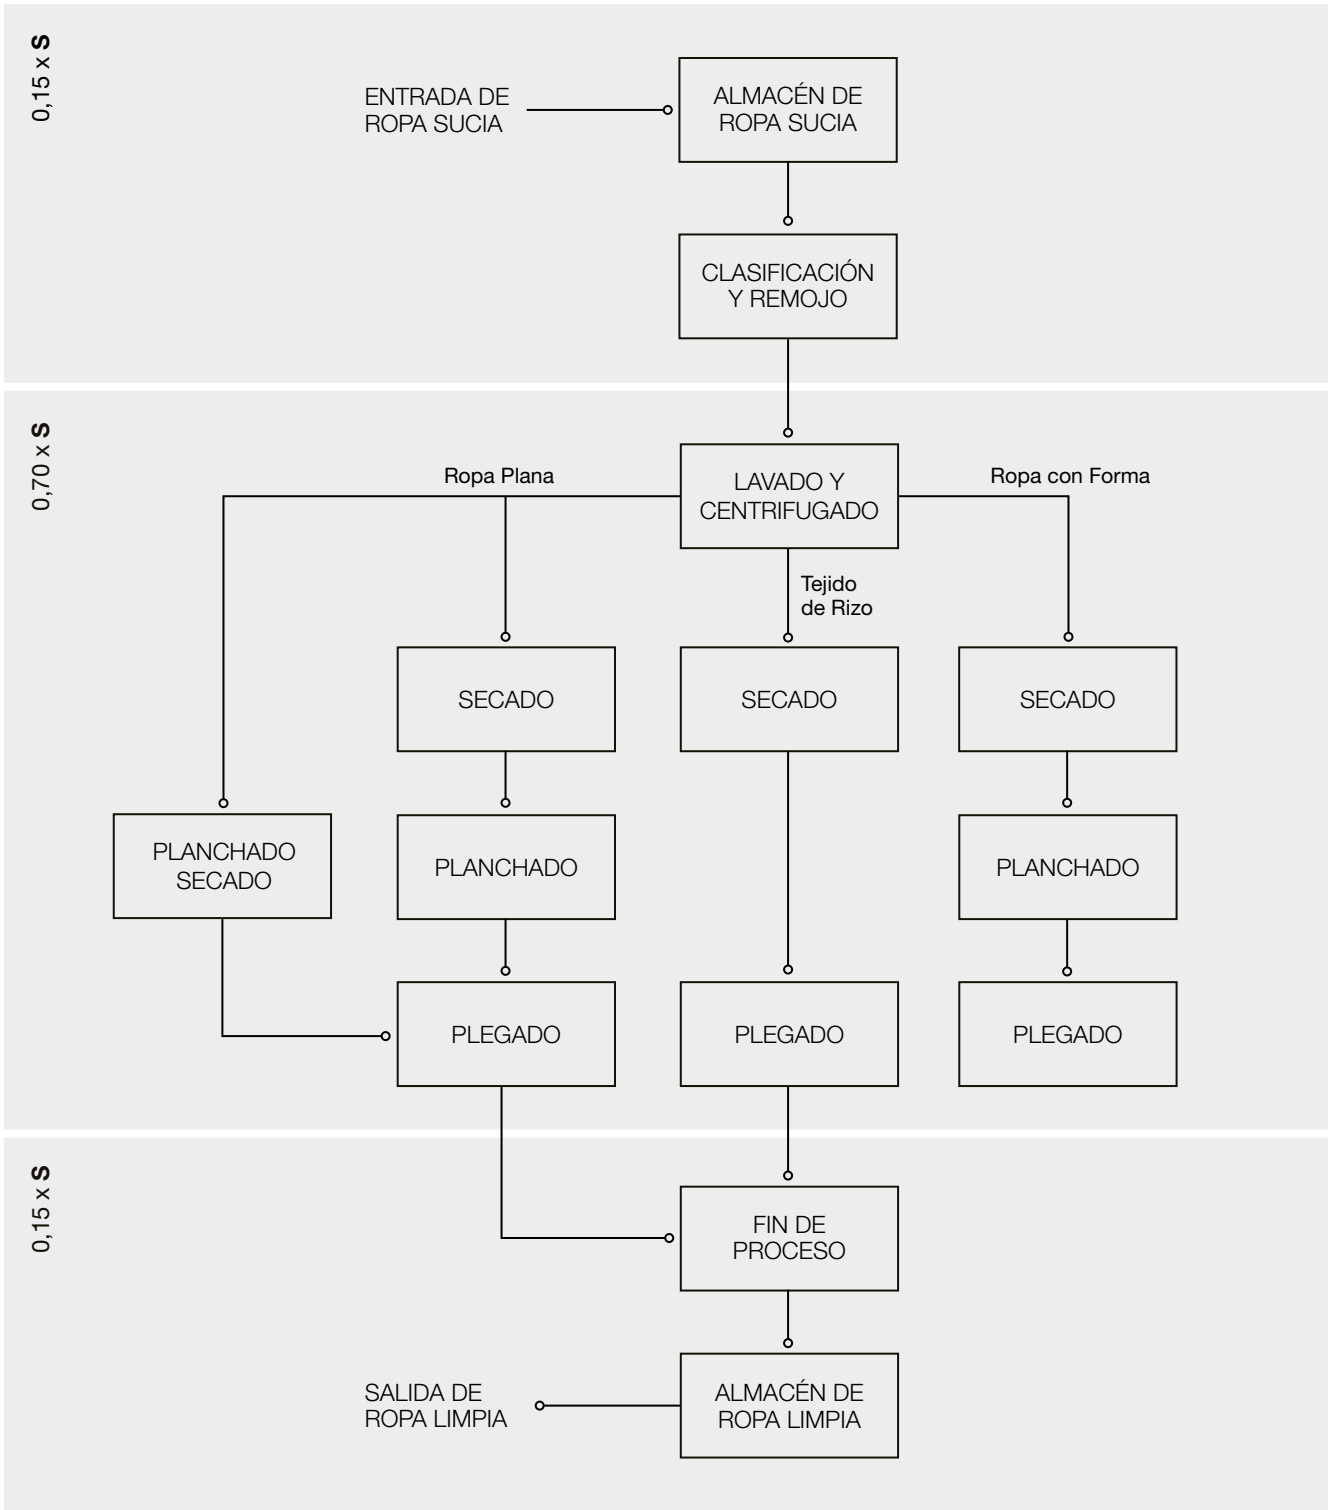 0,15 x S
ENTRADA DE
ROPA SUCIA
ALMACÉN DE
ROPA SUCIA
CLASIFICACIÓN
Y REMOJO
0,70 x S
Ropa Plana
LAVADO Y
CENTRIFUGADO
Ropa con Forma
Tejido
de Rizo
SECADO
SECADO
SECADO
PLANCHADO
SECADO
PLANCHADO
PLANCHADO
PLEGADO
PLEGADO
PLEGADO
0,15 x S
FIN DE
PROCESO
SALIDA DE
ROPA LIMPIA
ALMACÉN DE
ROPA LIMPIA